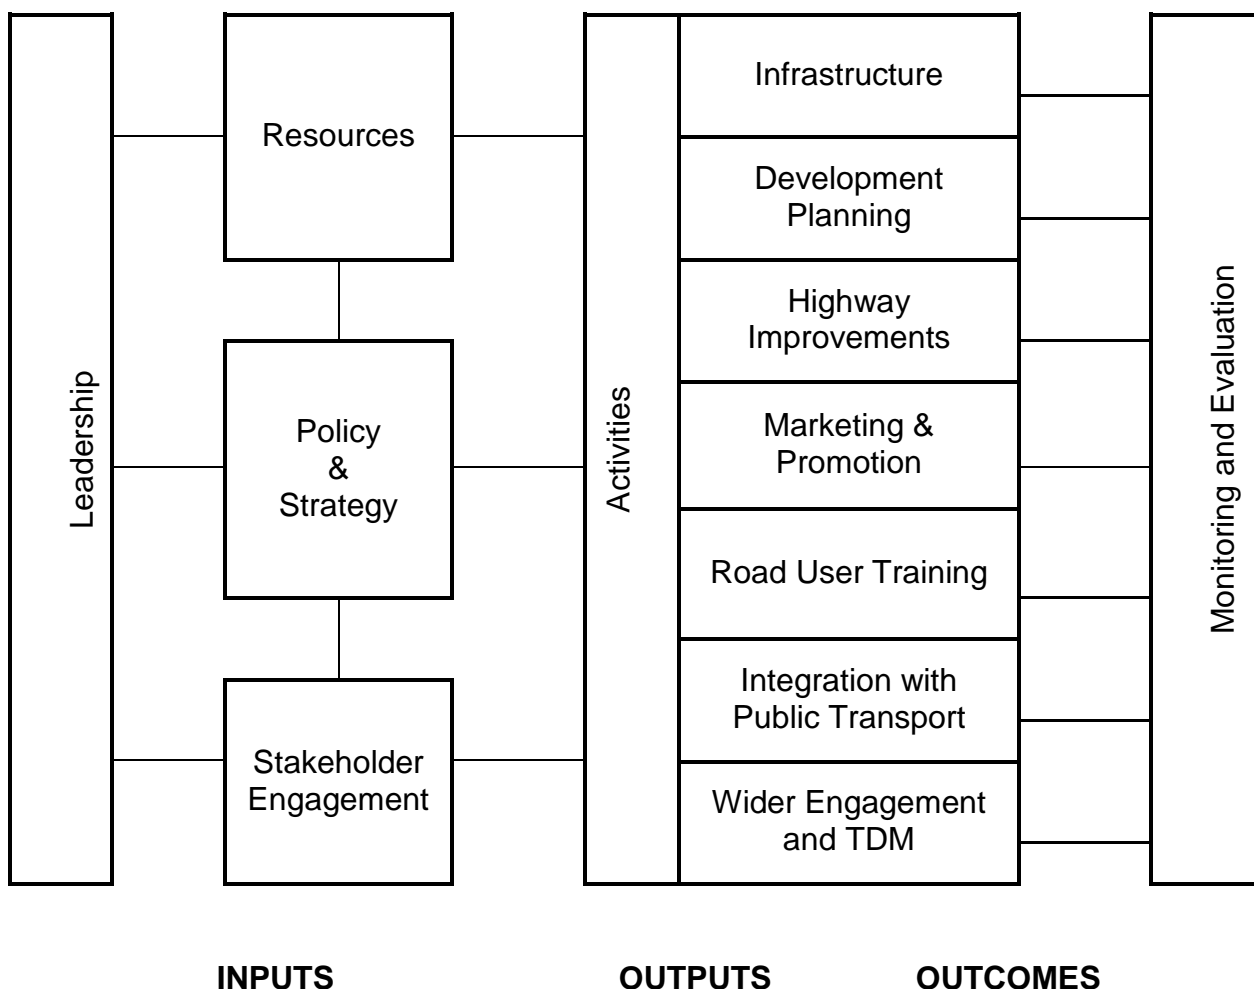 Leadership
Resources
Policy
&
Strategy
Stakeholder
Engagement
Activities
Infrastructure
Development
Planning
Highway
Improvements
Marketing &
Promotion
Road User Training
Integration with
Public Transport
Wider Engagement
and TDM
Monitoring and Evaluation
INPUTS
OUTPUTS
OUTCOMES